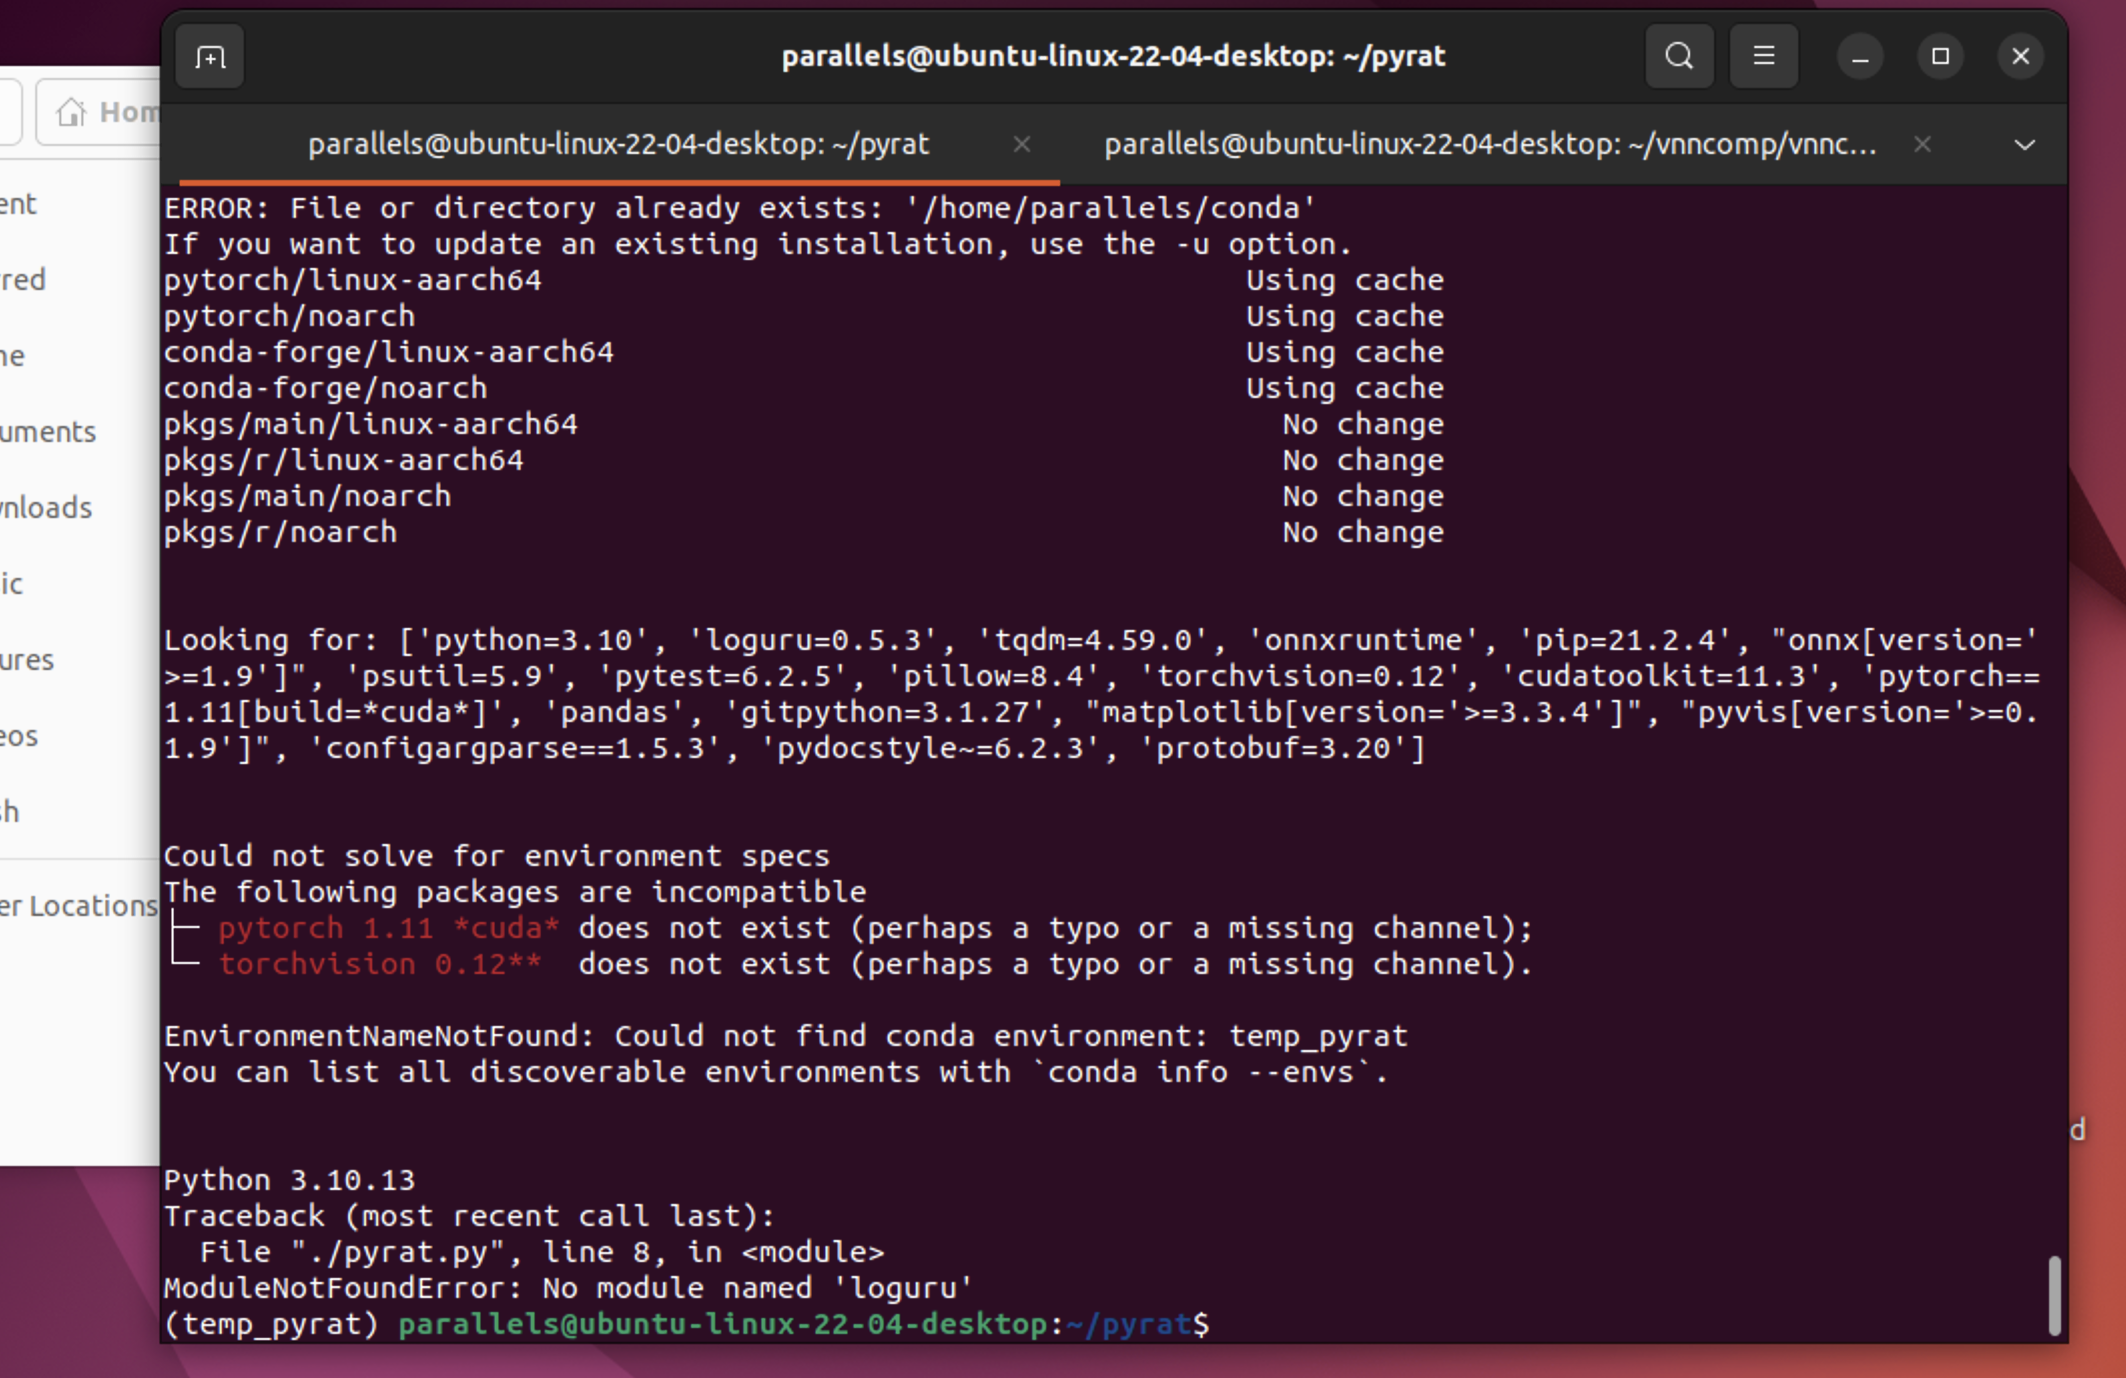 parallels@ubuntu-linux-22-04-desktop: ~/pyrat
parallels@ubuntu-linux-22-04-desktop: ~/pyrat
parallels@ubuntu-linux-22-04-desktop: ~/vnncomp/vnnc...
Hom
ent
red
ne
uments
wnloads
ic
ures
eos
sh
er Locations
ERROR: File or directory already exists: '/home/parallels/conda'
If you want to update an existing installation, use the -u option.
pytorch/linux-aarch64 Using cache
pytorch/noarch Using cache
conda-forge/linux-aarch64 Using cache
conda-forge/noarch Using cache
pkgs/main/linux-aarch64 No change
pkgs/r/linux-aarch64 No change
pkgs/main/noarch No change
pkgs/r/noarch No change
Looking for: ['python=3.10', 'loguru=0.5.3', 'tqdm=4.59.0', 'onnxruntime', 'pip=21.2.4', "onnx[version='
>=1.9']", 'psutil=5.9', 'pytest=6.2.5', 'pillow=8.4', 'torchvision=0.12', 'cudatoolkit=11.3', 'pytorch==
1.11[build=*cuda*]', 'pandas', 'gitpython=3.1.27', "matplotlib[version='>=3.3.4']", "pyvis[version='>=0.
1.9']", 'configargparse==1.5.3', 'pydocstyle~=6.2.3', 'protobuf=3.20']
Could not solve for environment specs
The following packages are incompatible
├─ pytorch 1.11 *cuda* does not exist (perhaps a typo or a missing channel);
└─ torchvision 0.12** does not exist (perhaps a typo or a missing channel).
EnvironmentNameNotFound: Could not find conda environment: temp_pyrat
You can list all discoverable environments with `conda info --envs`.
d
Python 3.10.13
Traceback (most recent call last):
File "./pyrat.py", line 8, in <module>
ModuleNotFoundError: No module named 'loguru'
(temp_pyrat) parallels@ubuntu-linux-22-04-desktop:~/pyrat$